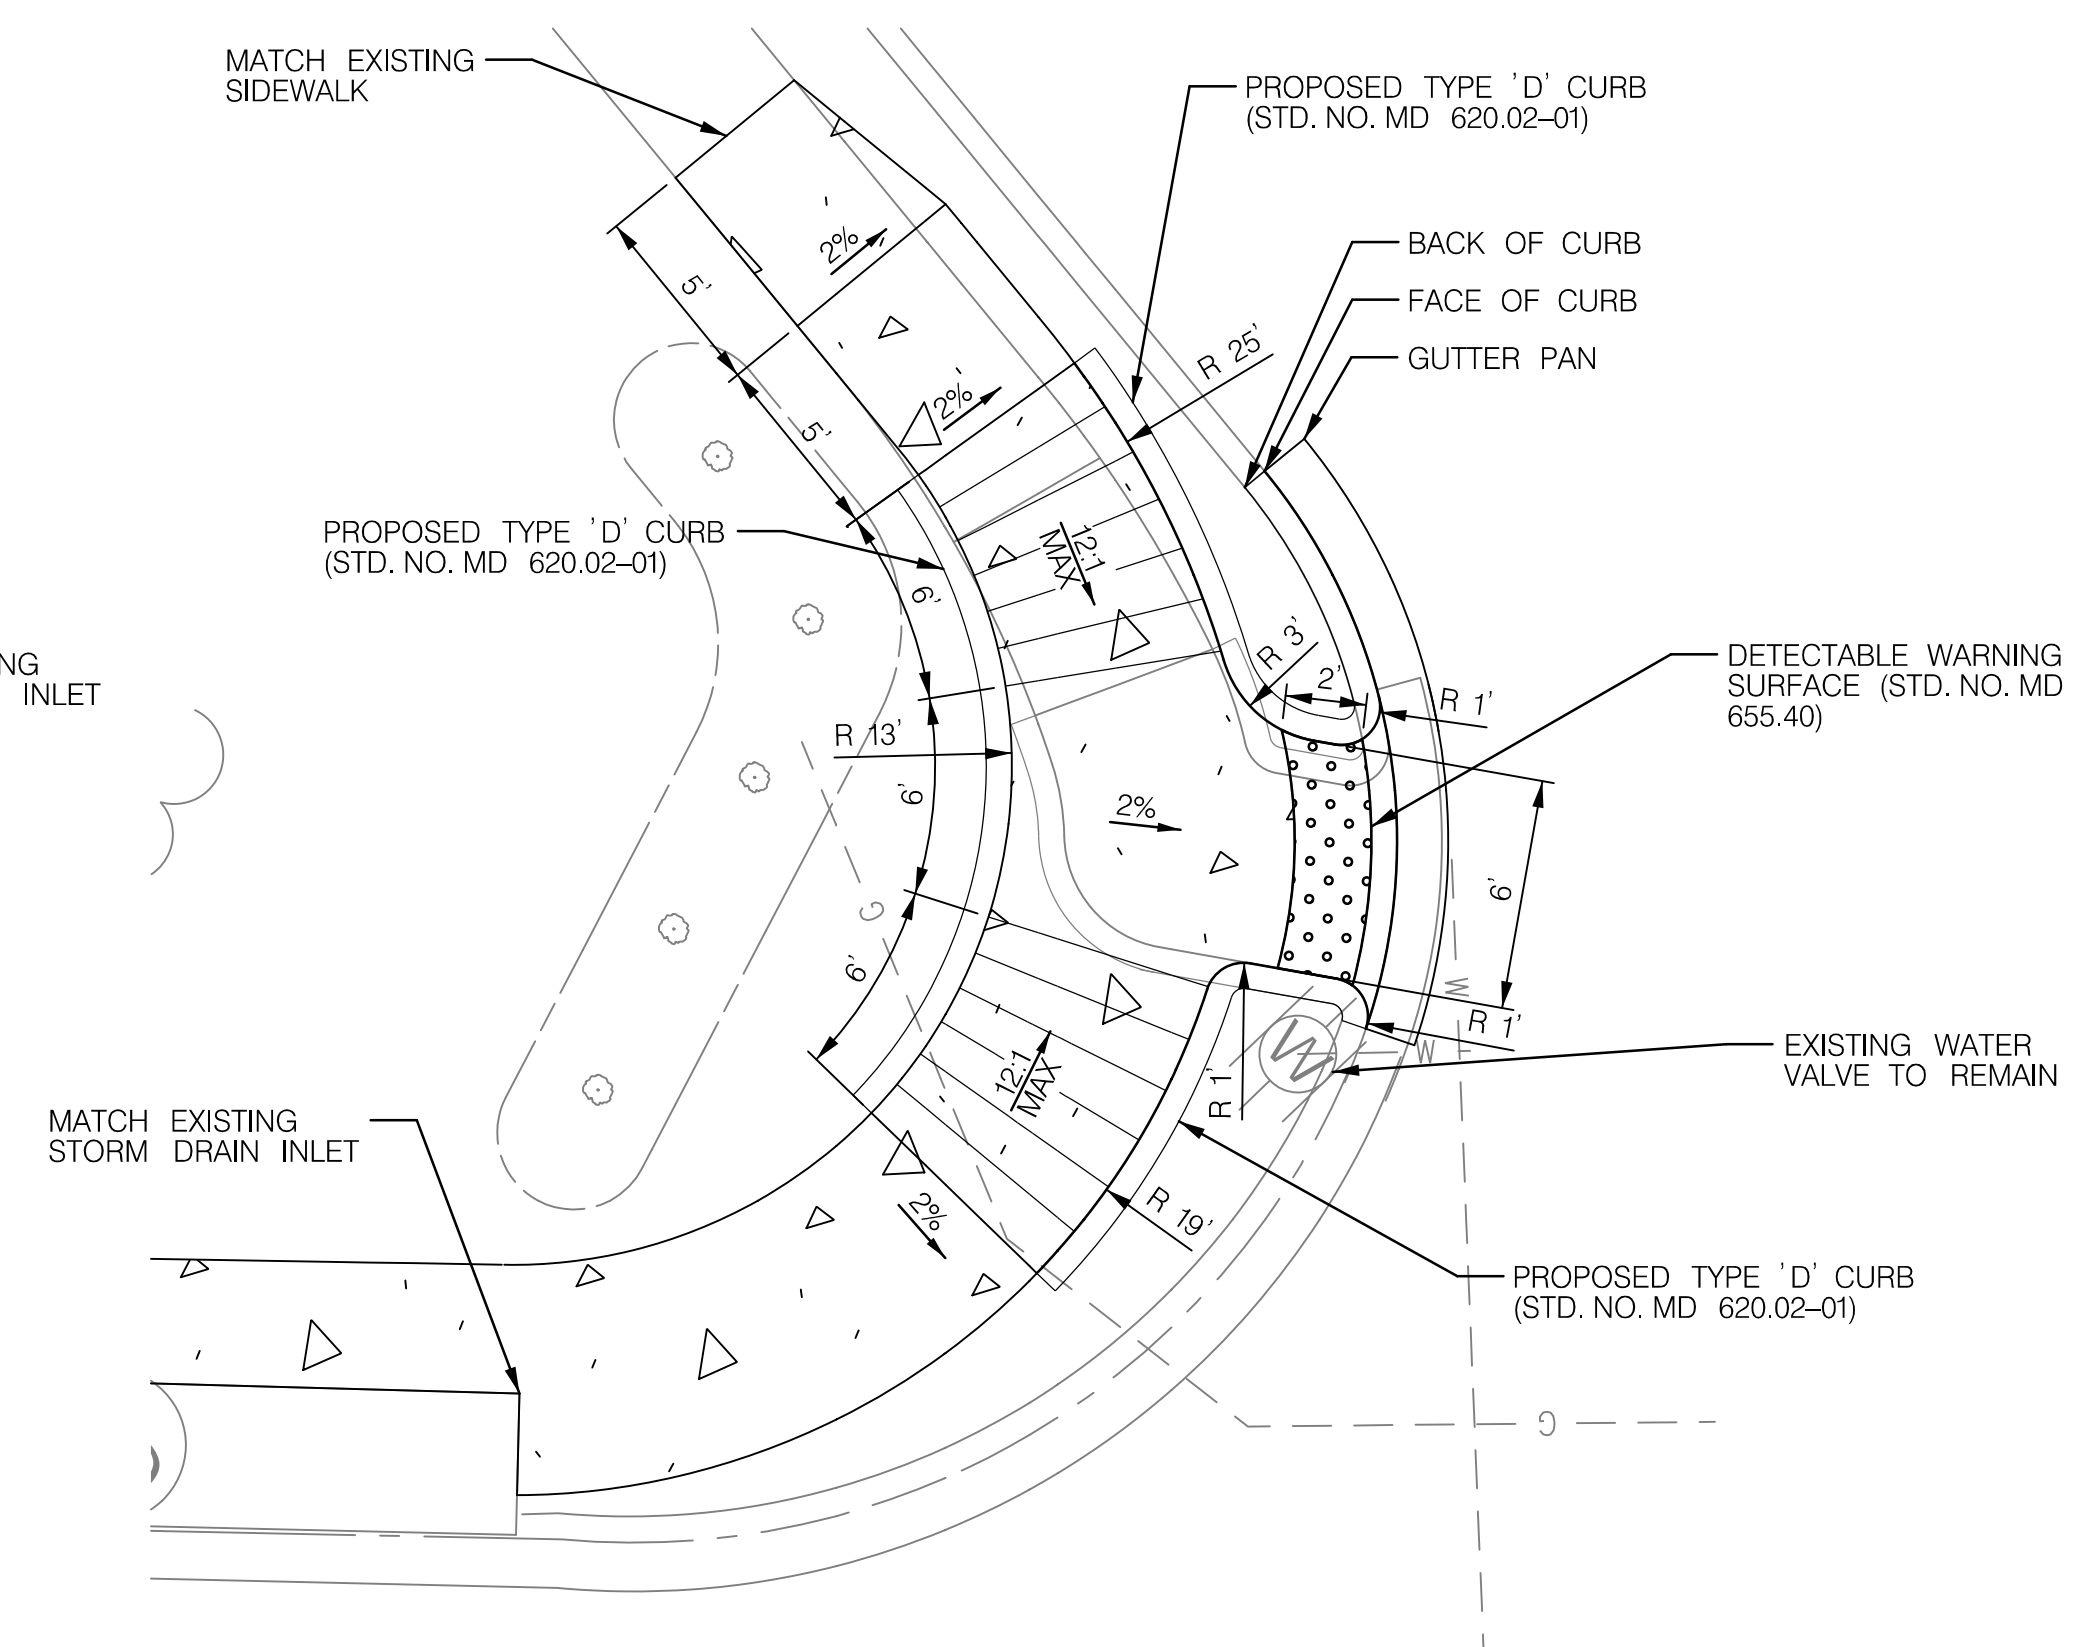 MATCH EXISTING
SIDEWALK
PROPOSED TYPE 'D' CURB
(STD. NO. MD 620.02–01)
BACK OF CURB
FACE OF CURB
GUTTER PAN
2%
5'
R 25'
2%
5'
PROPOSED TYPE 'D' CURB
(STD. NO. MD 620.02–01)
12:1
MAX
6'
R 3'
2'
R 1'
DETECTABLE WARNING
SURFACE (STD. NO. MD
655.40)
NG
INLET
R 13'
6'
2%
6'
G
6'
W
R 1'
W
W
EXISTING WATER
VALVE TO REMAIN
12:1
MAX
R 1'
MATCH EXISTING
STORM DRAIN INLET
2%
R 19'
PROPOSED TYPE 'D' CURB
(STD. NO. MD 620.02–01)
G